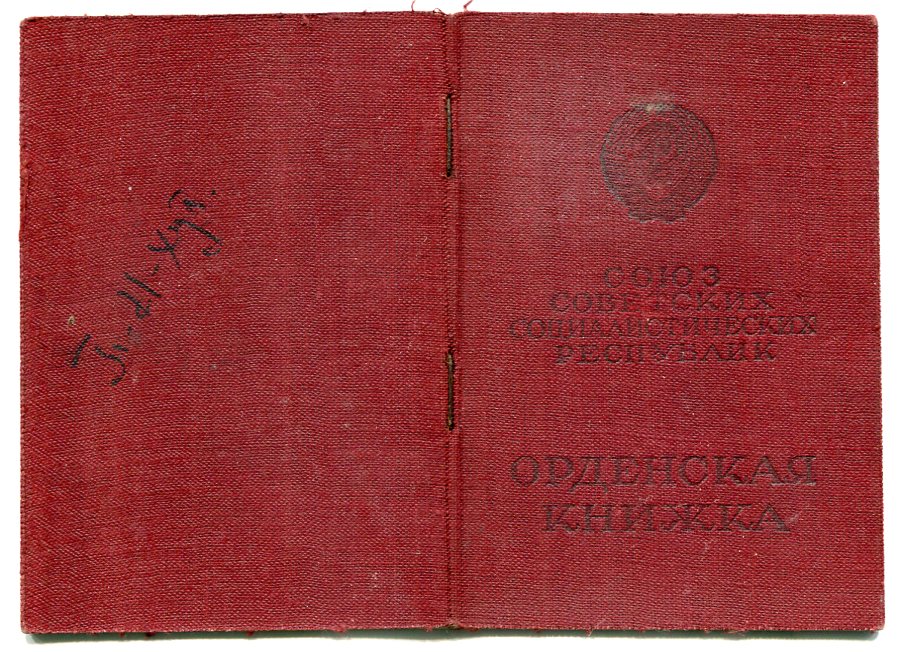 СОЮЗ
СОВЕТСКИХ
СОЦИАЛИСТИЧЕСКИХ
РЕСПУБЛИК
ОРДЕНСКАЯ
КНИЖКА